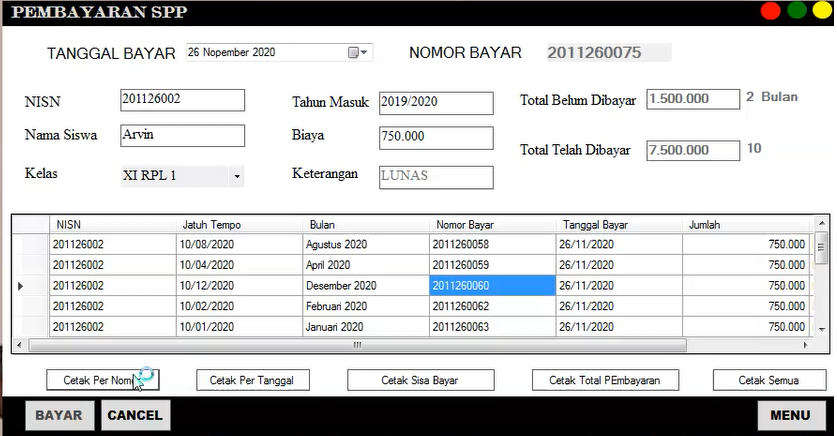 PEMBAYARAN SPP
TANGGAL BAYAR 26 Nopember 2020 NOMOR BAYAR 2011260075
NISN 201126002 Tahun Masuk 2019/2020 Total Belum Dibayar 1.500.000 2 Bulan
Nama Siswa Arvin Biaya 750.000
Total Telah Dibayar 7.500.000 10
Kelas XI RPL 1 Keterangan LUNAS
NISN Jatuh Tempo Bulan Nomor Bayar Tanggal Bayar Jumlah
201126002 10/08/2020 Agustus 2020 2011260058 26/11/2020 750.000
201126002 10/04/2020 April 2020 2011260059 26/11/2020 750.000
201126002 10/12/2020 Desember 2020 2011260060 26/11/2020 750.000
201126002 10/02/2020 Februari 2020 2011260062 26/11/2020 750.000
201126002 10/01/2020 Januari 2020 2011260063 26/11/2020 750.000
Cetak Per Cetak Per Tanggal Cetak Sisa Bayar Cetak Total PEmbayaran Cetak Semua
BAYAR CANCEL MENU